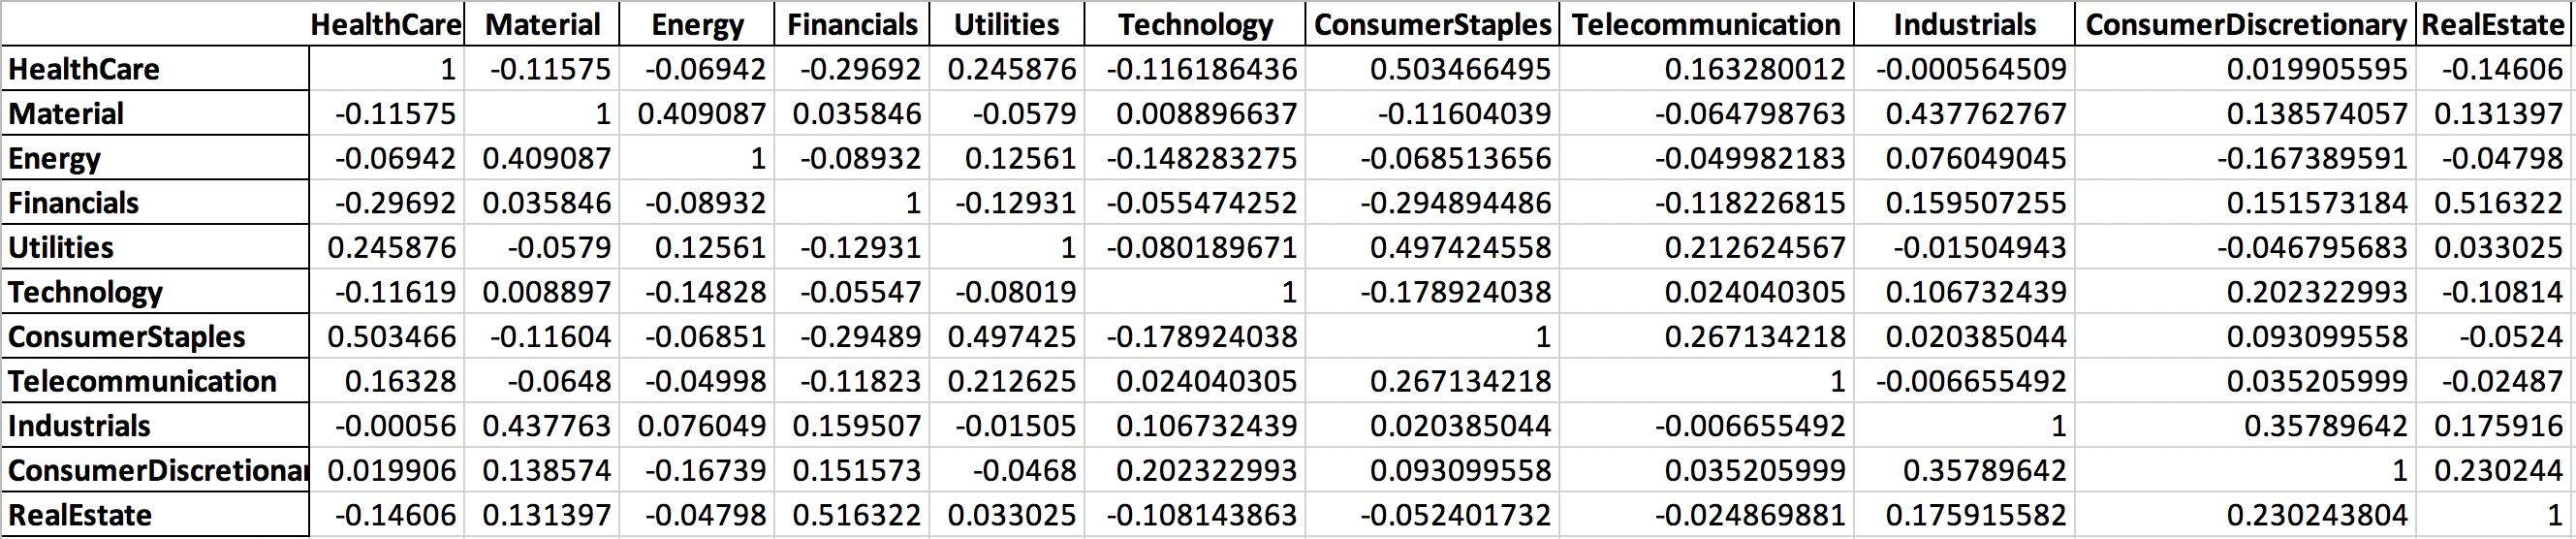 HealthCare Material Energy Financials Utilities Technology ConsumerStaples Telecommunication Industrials ConsumerDiscretionary RealEstate
HealthCare 1 -0.11575 -0.06942 -0.29692 0.245876 -0.116186436 0.503466495 0.163280012 -0.000564509 0.019905595 -0.14606
Material -0.11575 1 0.409087 0.035846 -0.0579 0.008896637 -0.11604039 -0.064798763 0.437762767 0.138574057 0.131397
Energy -0.06942 0.409087 1 -0.08932 0.12561 -0.148283275 -0.068513656 -0.049982183 0.076049045 -0.167389591 -0.04798
Financials -0.29692 0.035846 -0.08932 1 -0.12931 -0.055474252 -0.294894486 -0.118226815 0.159507255 0.151573184 0.516322
Utilities 0.245876 -0.0579 0.12561 -0.12931 1 -0.080189671 0.497424558 0.212624567 -0.01504943 -0.046795683 0.033025
Technology -0.11619 0.008897 -0.14828 -0.05547 -0.08019 1 -0.178924038 0.024040305 0.106732439 0.202322993 -0.10814
ConsumerStaples 0.503466 -0.11604 -0.06851 -0.29489 0.497425 -0.178924038 1 0.267134218 0.020385044 0.093099558 -0.0524
Telecommunication 0.16328 -0.0648 -0.04998 -0.11823 0.212625 0.024040305 0.267134218 1 -0.006655492 0.035205999 -0.02487
Industrials -0.00056 0.437763 0.076049 0.159507 -0.01505 0.106732439 0.020385044 -0.006655492 1 0.35789642 0.175916
ConsumerDiscretionar 0.019906 0.138574 -0.16739 0.151573 -0.0468 0.202322993 0.093099558 0.035205999 0.35789642 1 0.230244
RealEstate -0.14606 0.131397 -0.04798 0.516322 0.033025 -0.108143863 -0.052401732 -0.024869881 0.175915582 0.230243804 1